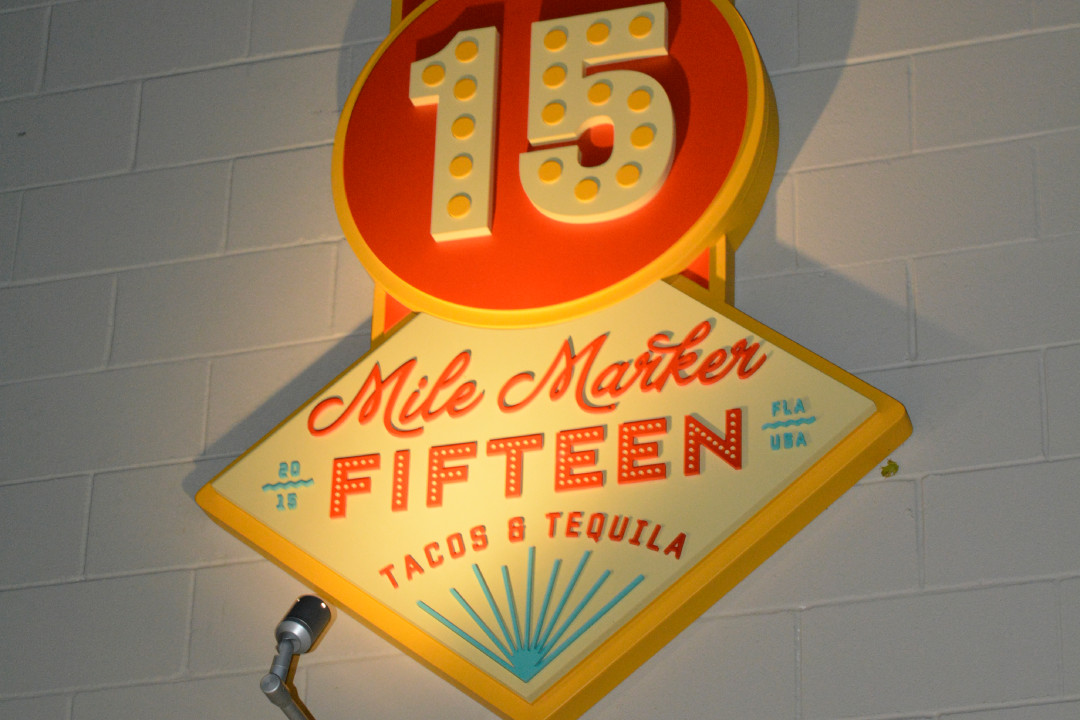 15
Mile Marker
FIFTEEN
20
15
FLA
USA
TACOS & TEQUILA